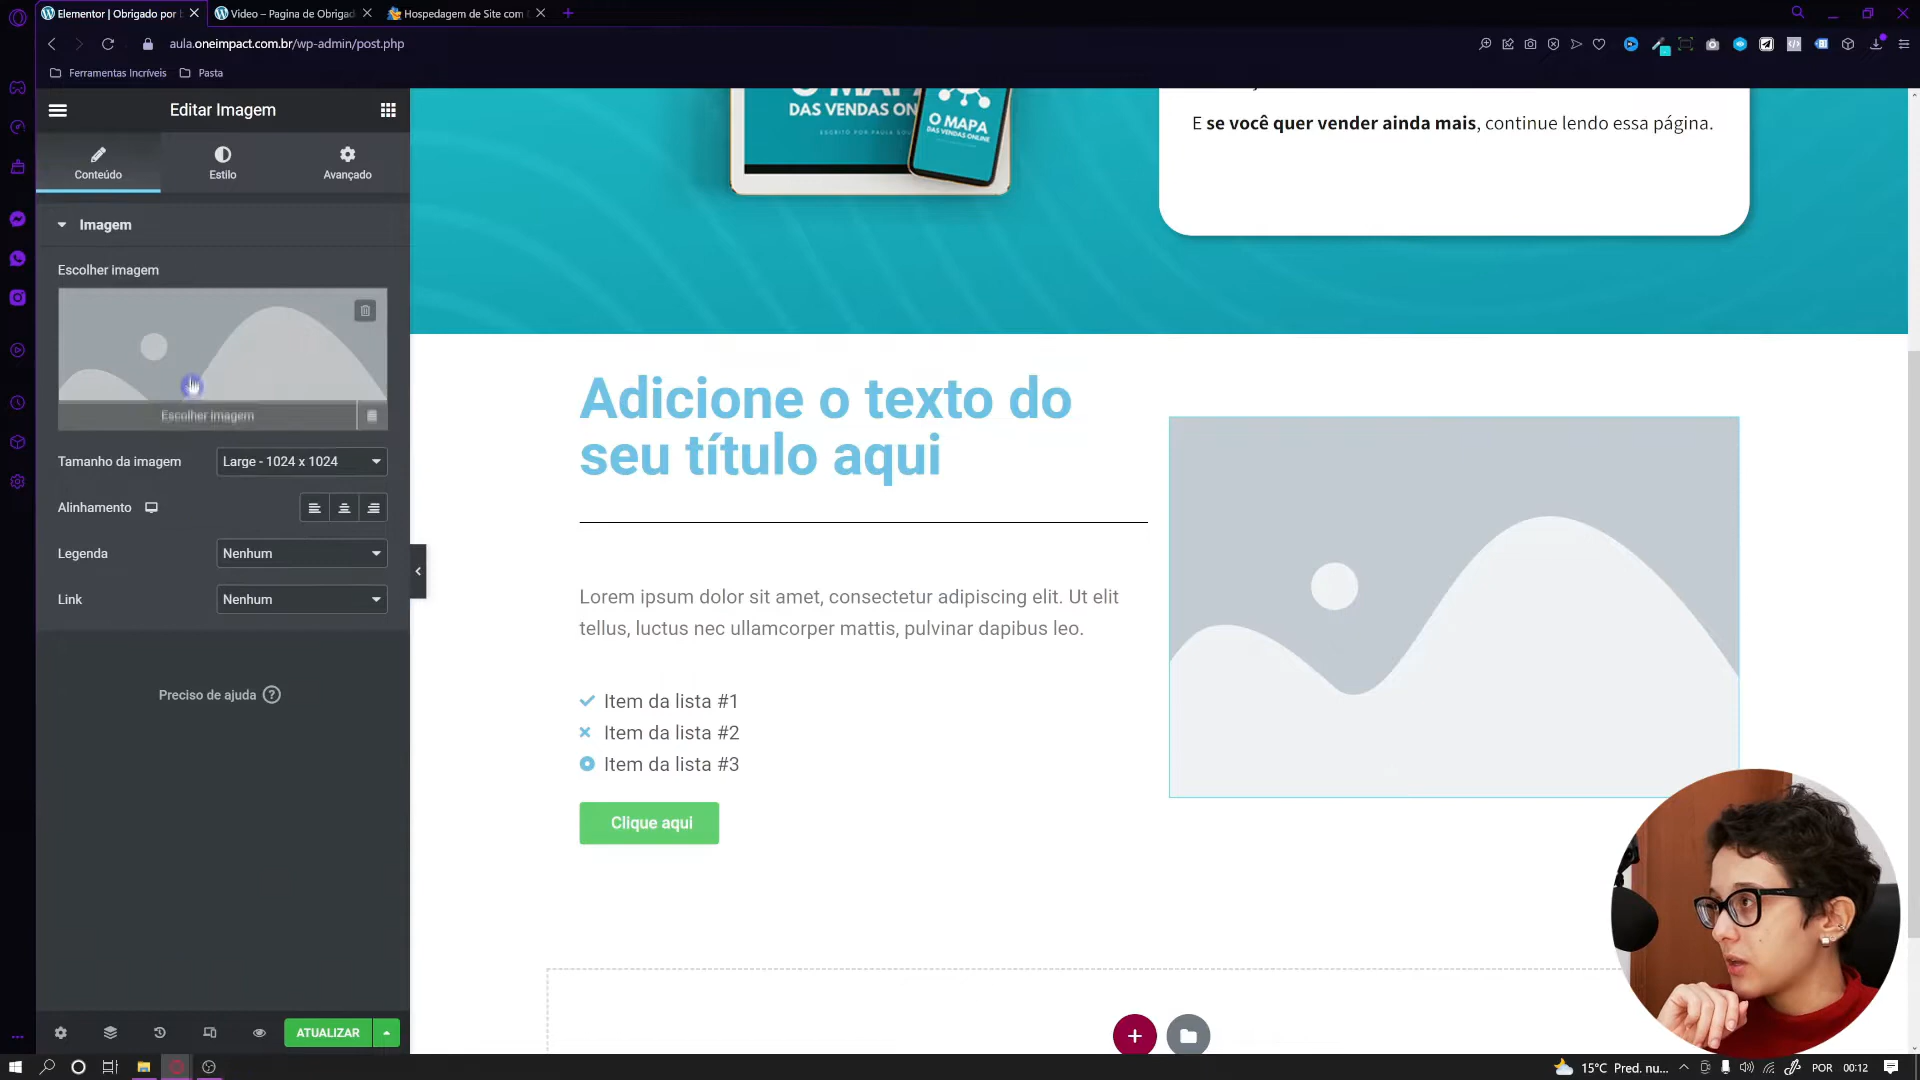 Elementor | Obrigado por
Video – Pagina de Obrigad
Hospedagem de Site com
aula.oneimpact.com.br/wp-admin/post.php
Ferramentas Incríveis
Pasta
Editar Imagem
Conteúdo
Estilo
Avançado
Imagem
Escolher imagem
Escolher imagem
Tamanho da imagem
Large - 1024 x 1024
Alinhamento
Legenda
Nenhum
Link
Nenhum
Preciso de ajuda
ATUALIZAR
O MAPA
DAS VENDAS ON
O MAPA
DAS VENDAS ONLINE
E se você quer vender ainda mais, continue lendo essa página.
Adicione o texto do
seu título aqui
Lorem ipsum dolor sit amet, consectetur adipiscing elit. Ut elit
tellus, luctus nec ullamcorper mattis, pulvinar dapibus leo.
Item da lista #1
Item da lista #2
Item da lista #3
Clique aqui
15°C Pred. nu...
POR
00:12